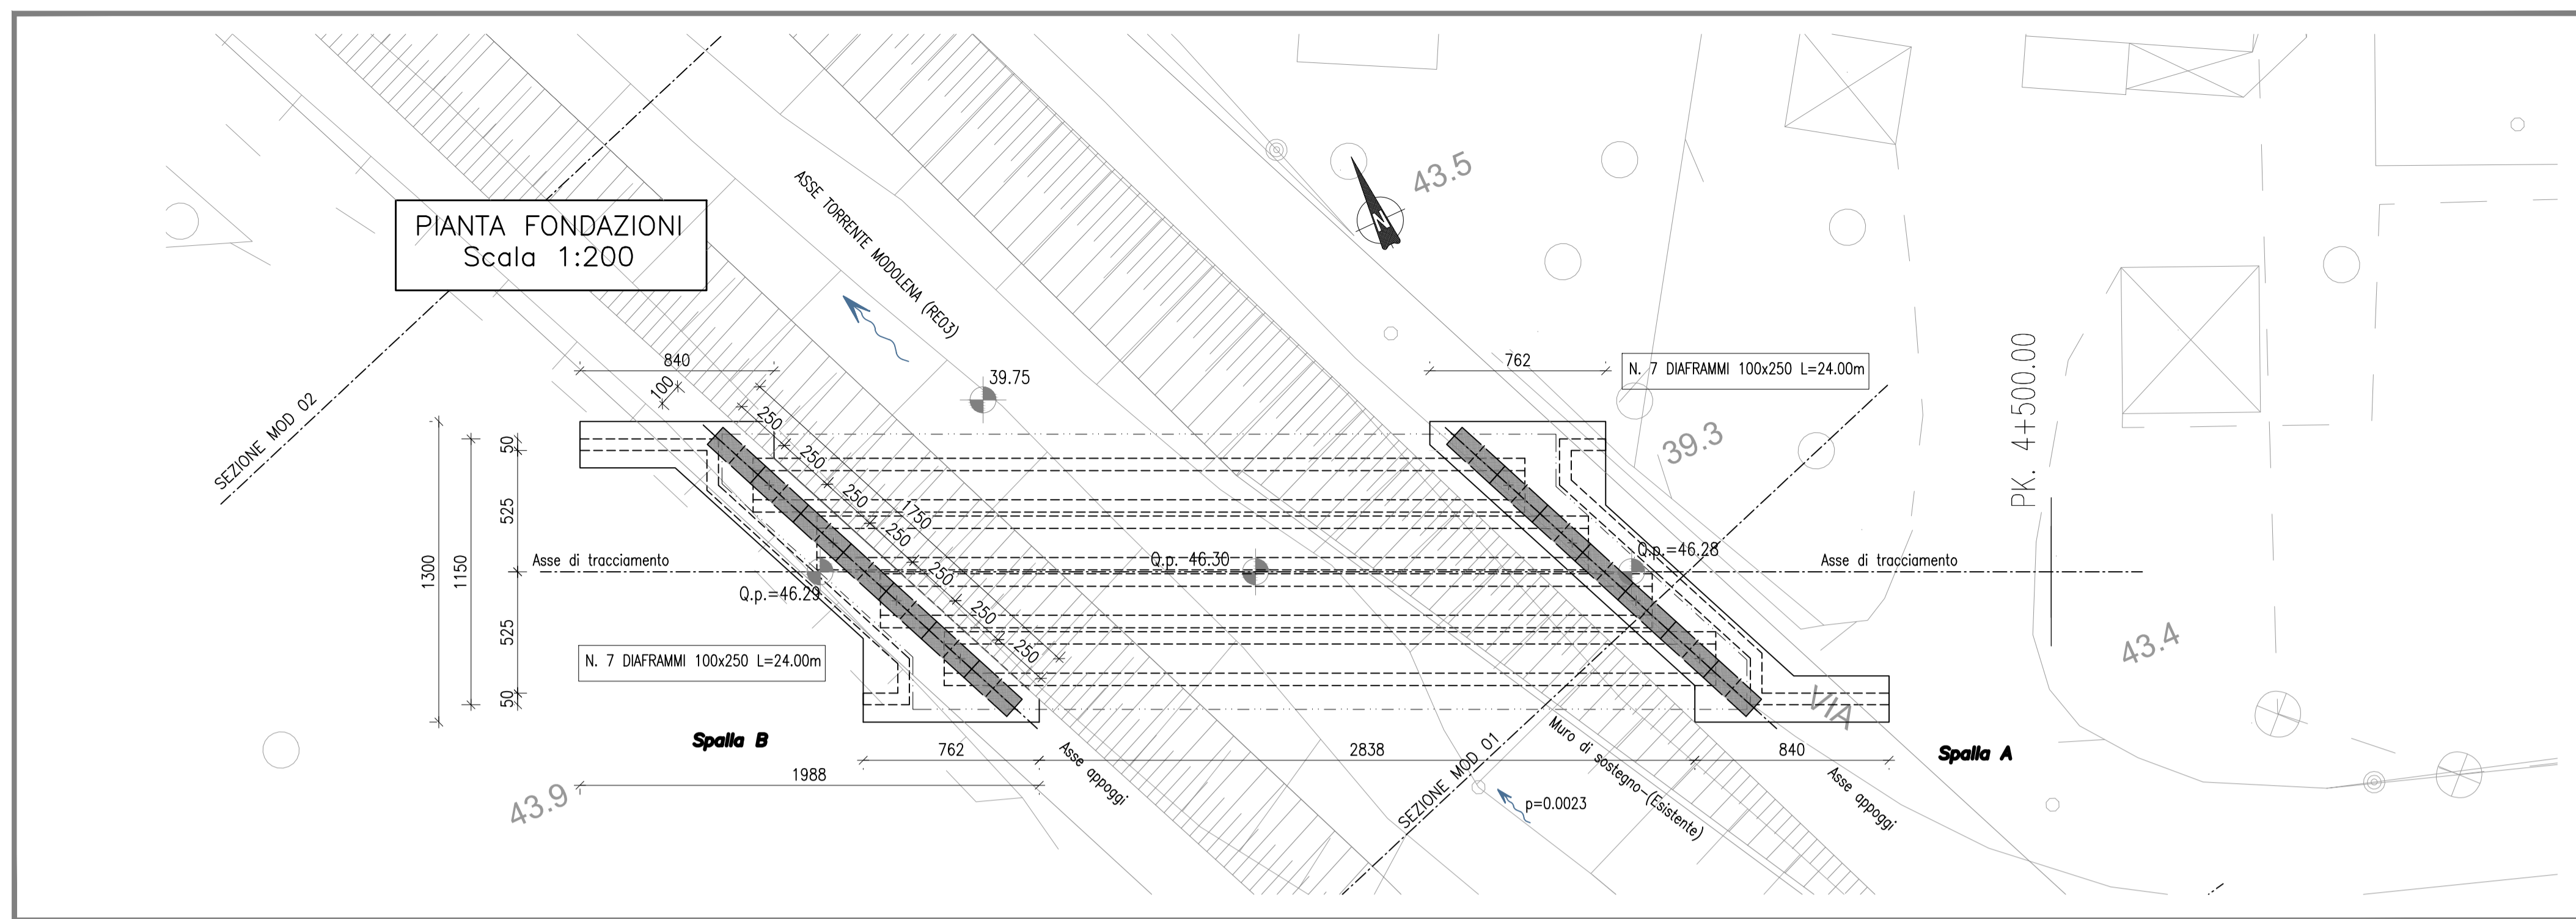 PIANTA FONDAZIONI
Scala 1:200
SEZIONE MOD 02
ASSE TORRENTE MODOLENA (RE03)
N
43.5
39.75
840
100
762
N. 7 DIAFRAMMI 100x250 L=24.00m
39.3
PK. 4+500.00
250
250
250
250
250
250
250
1750
50
525
525
50
1150
1300
Asse di tracciamento
Q.p.=46.29
Q.p. 46.30
Q.p.=46.28
Asse di tracciamento
N. 7 DIAFRAMMI 100x250 L=24.00m
43.4
VIA
Spalla B
762
1988
2838
840
Spalla A
Asse appoggi
SEZIONE MOD 01
p=0.0023
Muro di sostegno-(Esistente)
Asse appoggi
43.9